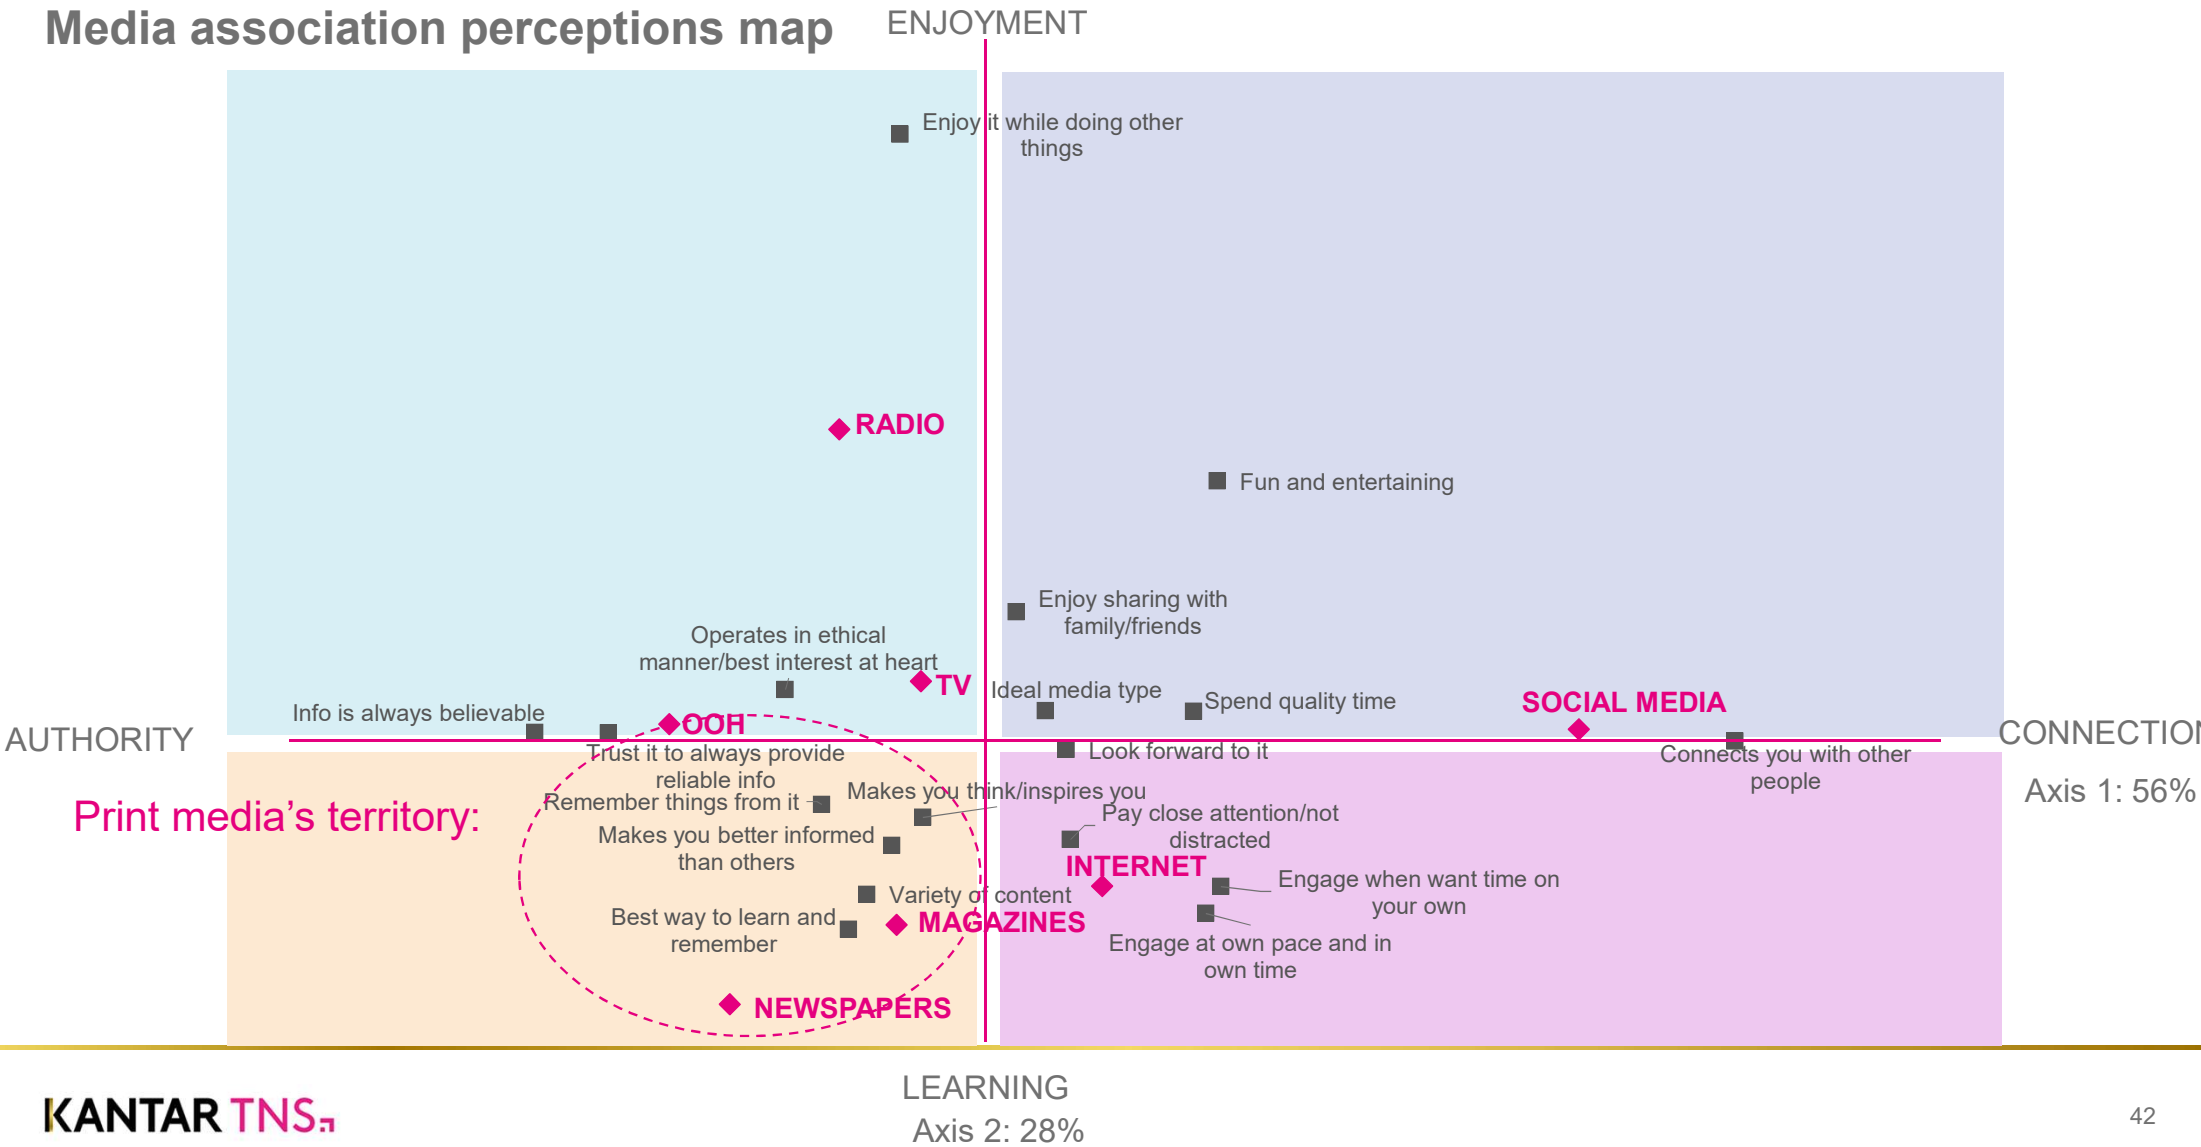 Media association perceptions map
ENJOYMENT
Enjoy it while doing other
things
RADIO
Fun and entertaining
Enjoy sharing with
family/friends
Operates in ethical
manner/best interest at heart
TV
Ideal media type
Spend quality time
SOCIAL MEDIA
Info is always believable
OOH
AUTHORITY
CONNECTION
Trust it to always provide
reliable info
Look forward to it
Connects you with other
people
Axis 1: 56%
Print media’s territory:
Remember things from it
Makes you think/inspires you
Pay close attention/not
distracted
Makes you better informed
than others
INTERNET
Engage when want time on
your own
Variety of content
Best way to learn and
remember
MAGAZINES
Engage at own pace and in
own time
NEWSPAPERS
LEARNING
Axis 2: 28%
KANTAR TNS
42